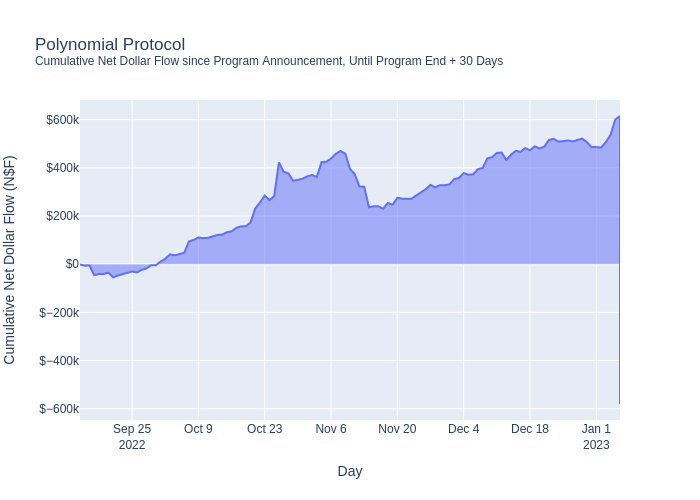 Polynomial Protocol
Cumulative Net Dollar Flow since Program Announcement, Until Program End + 30 Days
Cumulative Net Dollar Flow (N$F)
$600k
$400k
$200k
$0
$−200k
$−400k
$−600k
Sep 25
2022
Oct 9
Oct 23
Nov 6
Nov 20
Dec 4
Dec 18
Jan 1
2023
Day